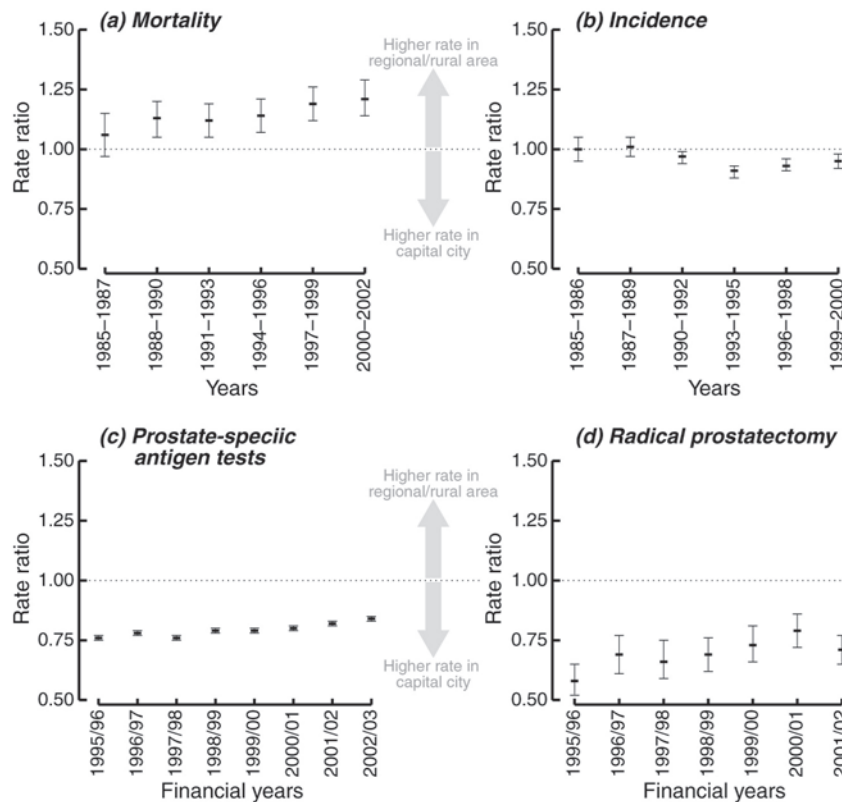 (a) Mortality
1.50
1.25
1.00
0.75
0.50
Rate ratio
1985–1987
1988–1990
1991–1993
1994–1996
1997–1999
2000–2002
Years
Higher rate in
regional/rural area
Higher rate in
capital city
(b) Incidence
1.50
1.25
1.00
0.75
0.50
Rate ratio
1985–1986
1987–1989
1990–1992
1993–1995
1996–1998
1999–2000
Years
(c) Prostate-speciic
antigen tests
1.50
1.25
1.00
0.75
0.50
Rate ratio
1995/96
1996/97
1997/98
1998/99
1999/00
2000/01
2001/02
2002/03
Financial years
Higher rate in
regional/rural area
Higher rate in
capital city
(d) Radical prostatectomy
1.50
1.25
1.00
0.75
0.50
Rate ratio
1995/96
1996/97
1997/98
1998/99
1999/00
2000/01
2001/02
Financial years